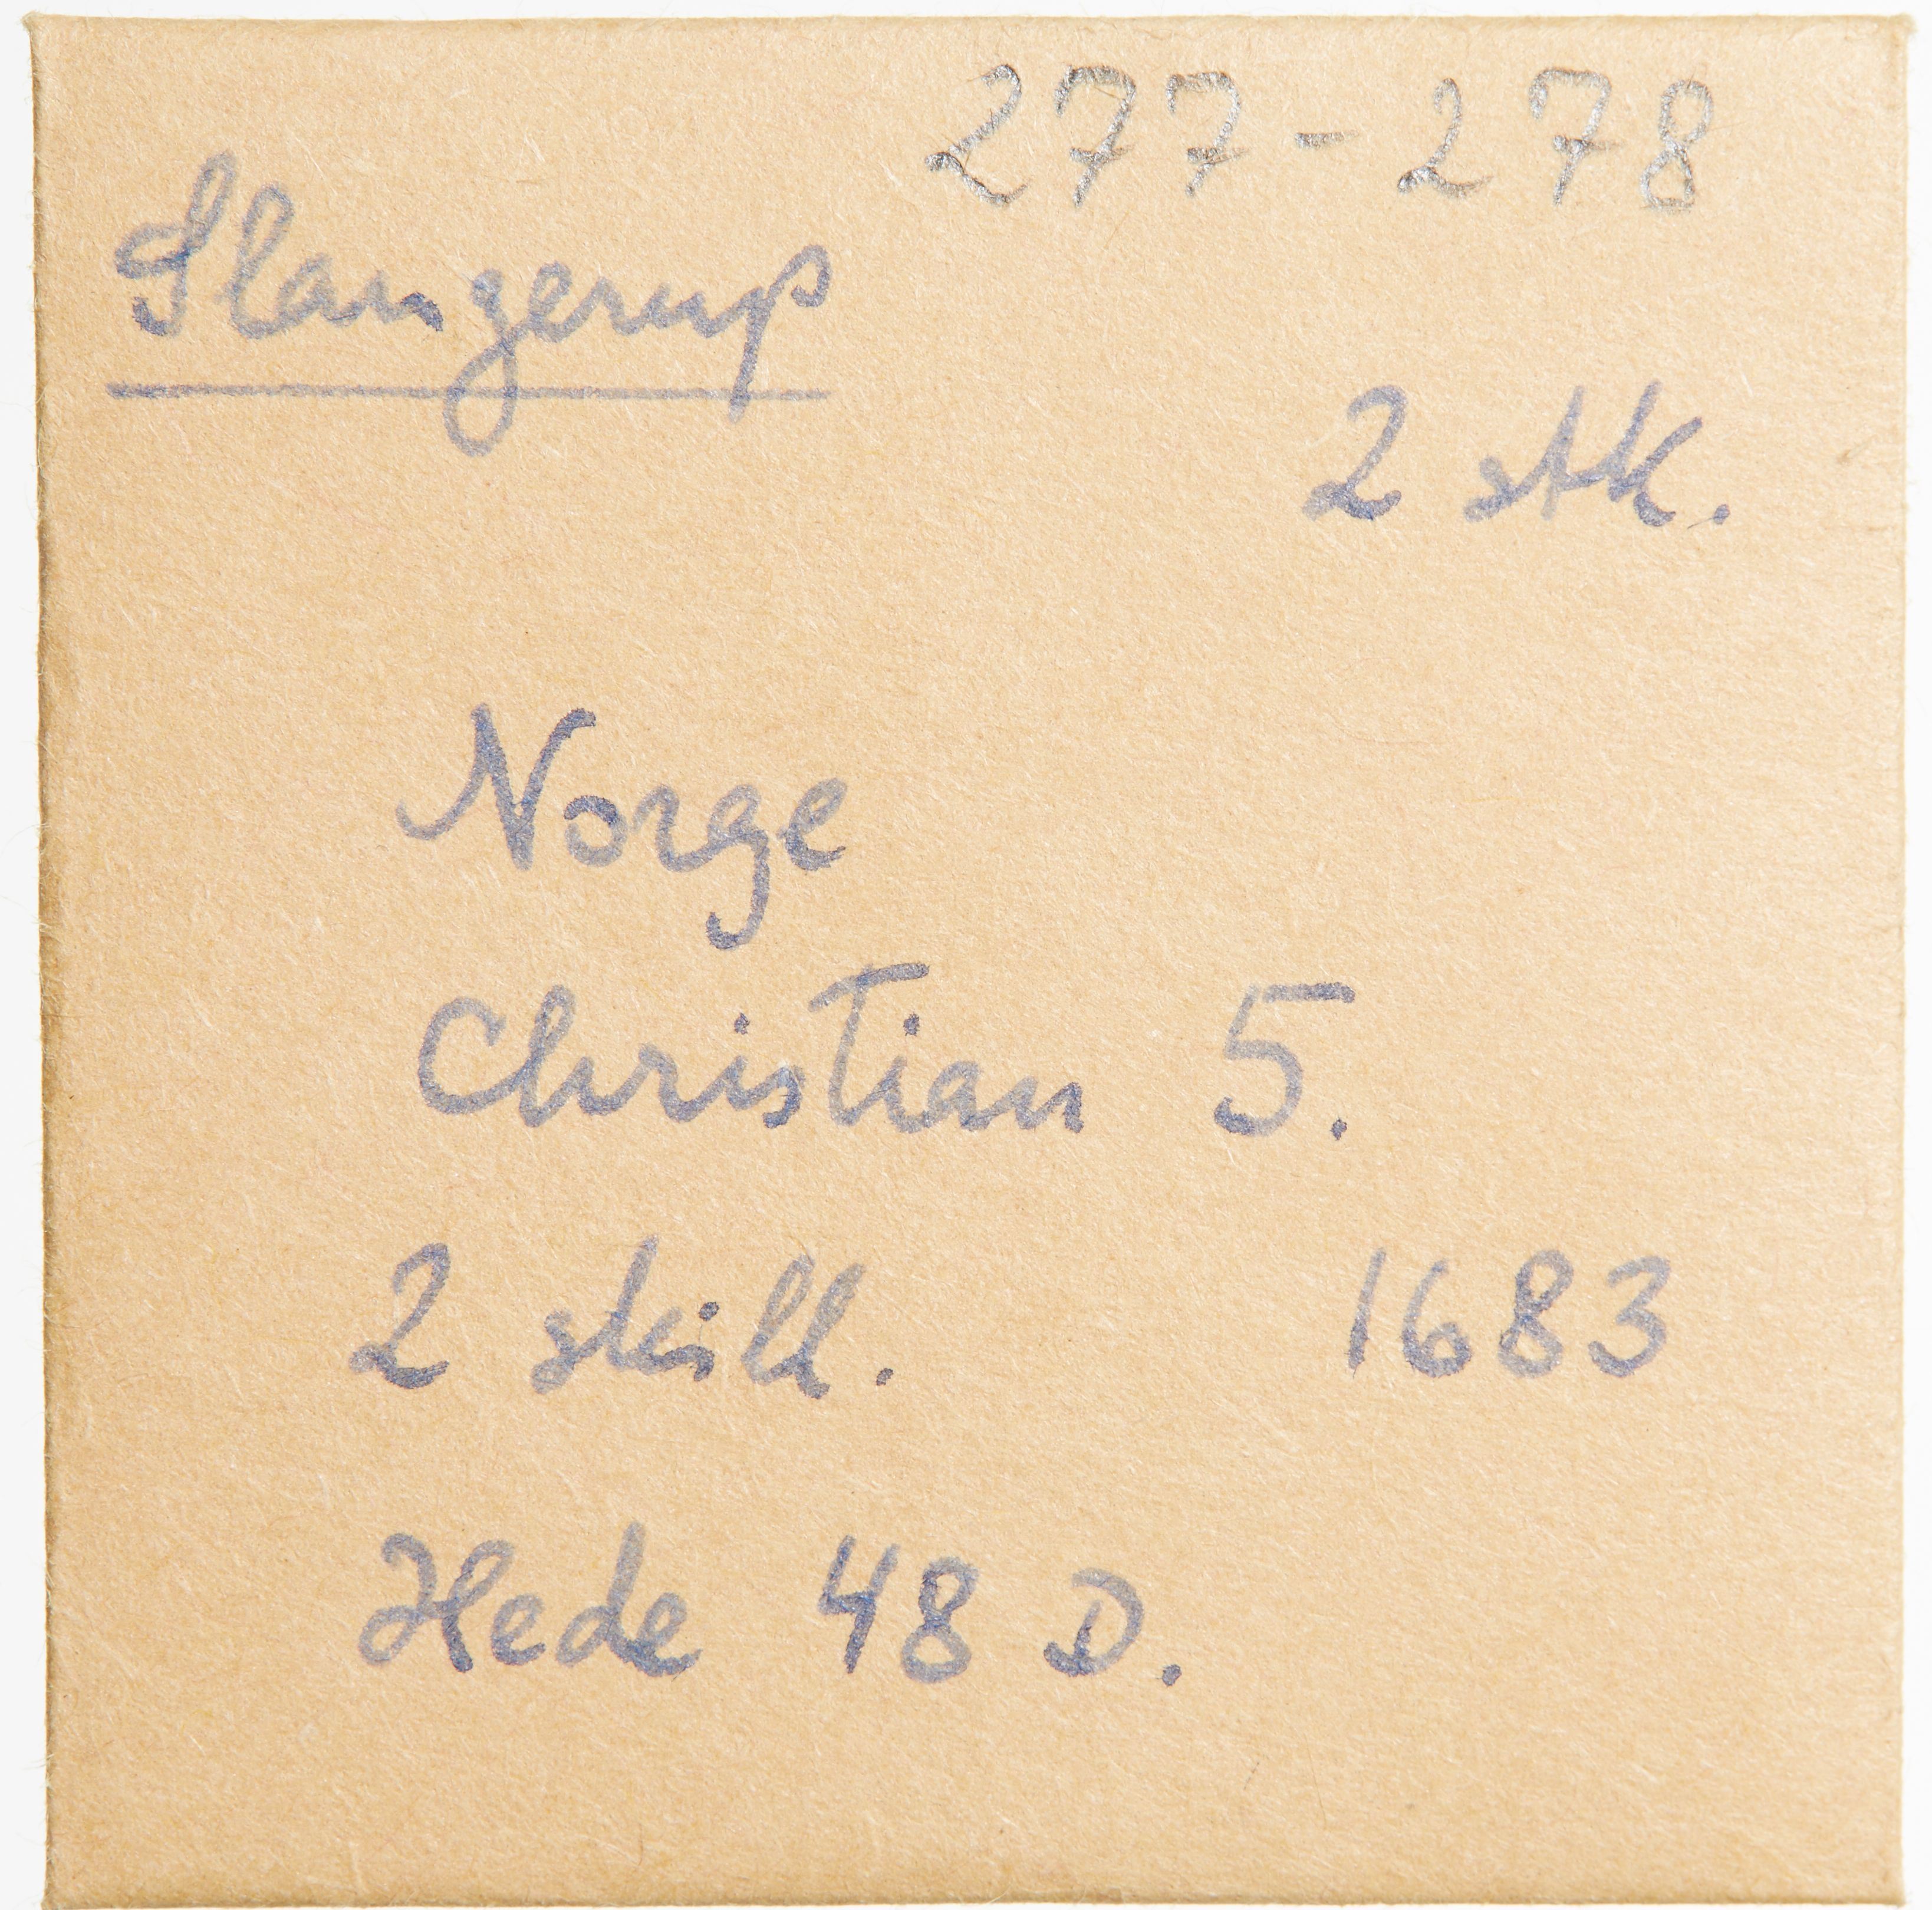 277-278
Slangerup
2 stk.
Norge
Christian 5.
2 skill. 1683
Hede 48 D.